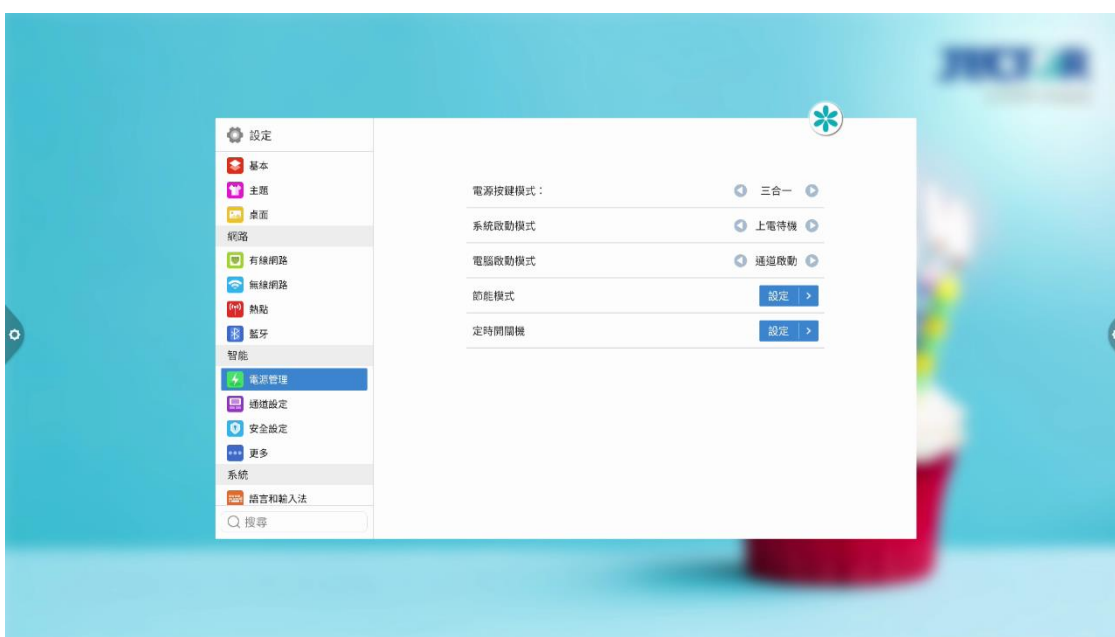 設定
基本
主題
桌面
網路
有線網路
無線網路
熱點
藍牙
智能
電源管理
通道設定
安全設定
更多
系統
語言和輸入法
搜尋
電源按鍵模式：
三合一
系統啟動模式
上電待機
電腦啟動模式
通道啟動
節能模式
設定
定時開關機
設定